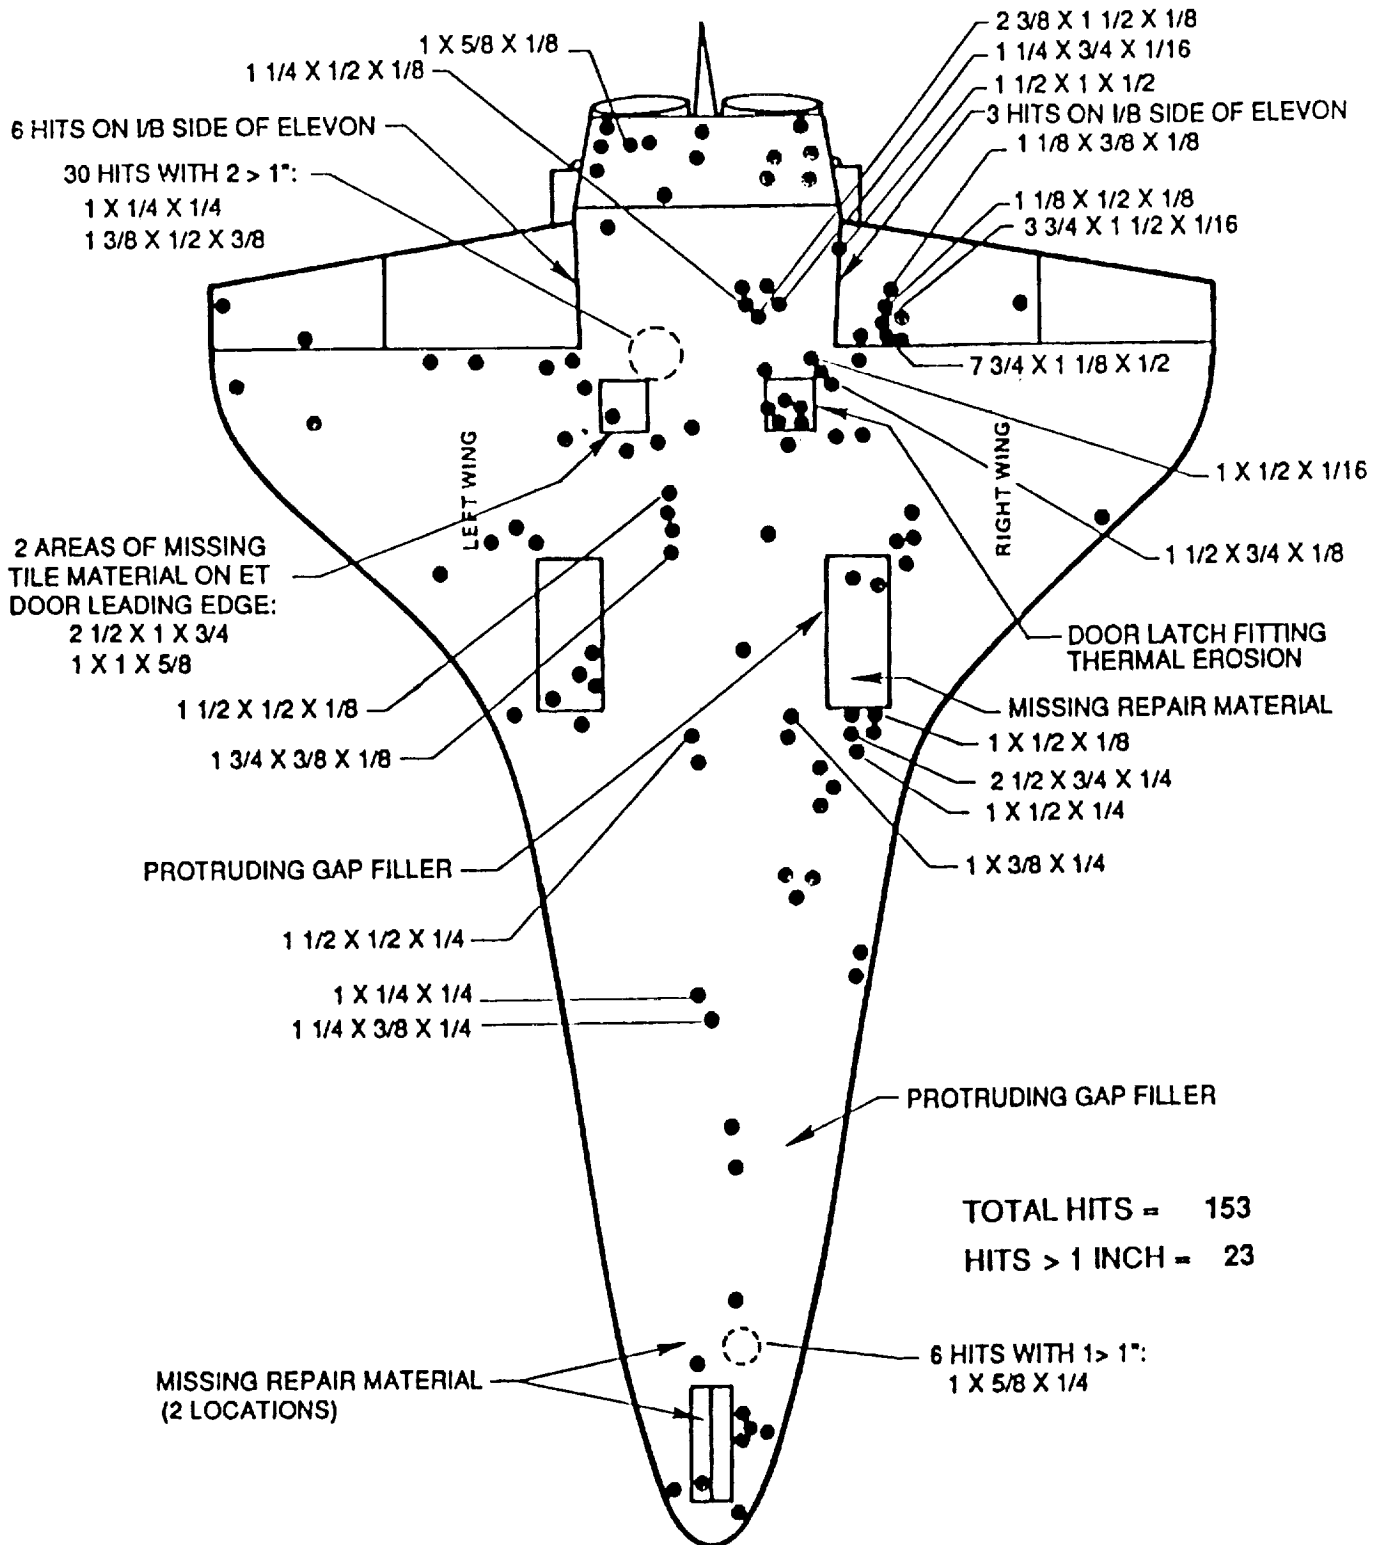 2 3/8 X 1 1/2 X 1/8
1 X 5/8 X 1/8
1 1/4 X 3/4 X 1/16
1 1/4 X 1/2 X 1/8
1 1/2 X 1 X 1/2
6 HITS ON I/B SIDE OF ELEVON
3 HITS ON I/B SIDE OF ELEVON
1 1/8 X 3/8 X 1/8
30 HITS WITH 2 > 1":
1 X 1/4 X 1/4
1 3/8 X 1/2 X 3/8
1 1/8 X 1/2 X 1/8
3 3/4 X 1 1/2 X 1/16
7 3/4 X 1 1/8 X 1/2
LEFT WING
RIGHT WING
1 X 1/2 X 1/16
2 AREAS OF MISSING
TILE MATERIAL ON ET
DOOR LEADING EDGE:
2 1/2 X 1 X 3/4
1 X 1 X 5/8
1 1/2 X 3/4 X 1/8
DOOR LATCH FITTING
THERMAL EROSION
1 1/2 X 1/2 X 1/8
MISSING REPAIR MATERIAL
1 3/4 X 3/8 X 1/8
1 X 1/2 X 1/8
2 1/2 X 3/4 X 1/4
1 X 1/2 X 1/4
PROTRUDING GAP FILLER
1 X 3/8 X 1/4
1 1/2 X 1/2 X 1/4
1 X 1/4 X 1/4
1 1/4 X 3/8 X 1/4
PROTRUDING GAP FILLER
TOTAL HITS = 153
HITS > 1 INCH = 23
6 HITS WITH 1> 1":
1 X 5/8 X 1/4
MISSING REPAIR MATERIAL
(2 LOCATIONS)